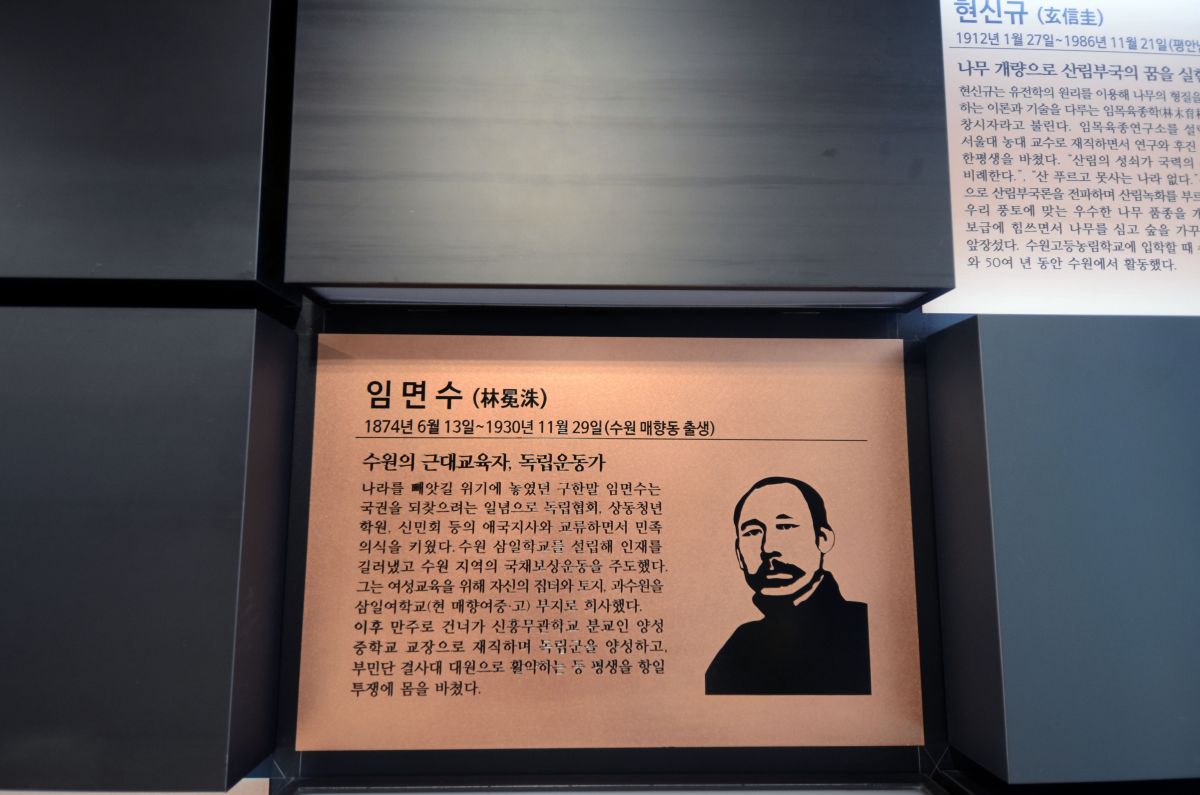 현신규 (玄信圭)
1912년 1월 27일~1986년 11월 21일(평안
나무 개량으로 산림부국의 꿈을
현신규는 유전학의 원리를 이용해 나무의 형질을
하는 이론과 기술을 다루는 임목육종학(林木育
창시자라고 불린다. 임목육종연구소를
서울대 농대 교수로 재직하면서 연구와 후진
한평생을 바쳤다. “산림의 성쇠가 국력의
비례한다.”, “산 푸르고 못사는 나라 없다.”
으로 산림부국론을 전파하며 산림녹화를
우리 풍토에 맞는 우수한 나무 품종을
보급에 힘쓰면서 나무를 심고 숲을 가꾸
앞장섰다. 수원고등농림학교에 입학할 때
와 50여 년 동안 수원에서 활동했다.
임면수 (林冕洙)
1874년 6월 13일~1930년 11월 29일(수원 매향동 출생)
수원의 근대교육자, 독립운동가
나라를 빼앗길 위기에 놓였던 구한말 임면수는
국권을 되찾으려는 일념으로 독립협회, 상동청년
학원, 신민회 등의 애국지사와 교류하면서 민족
의식을 키웠다. 수원 삼일학교를 설립해 인재를
길러냈고 수원 지역의 국채보상운동을 주도했다.
그는 여성교육을 위해 자신의 집터와 토지, 과수원을
삼일여학교(현 매향여중·고) 부지로 희사했다.
이후 만주로 건너가 신흥무관학교 분교인 양성
중학교 교장으로 재직하며 독립군을 양성하고,
부민단 결사대 대원으로 활약하는 등 평생을 항일
투쟁에 몸을 바쳤다.